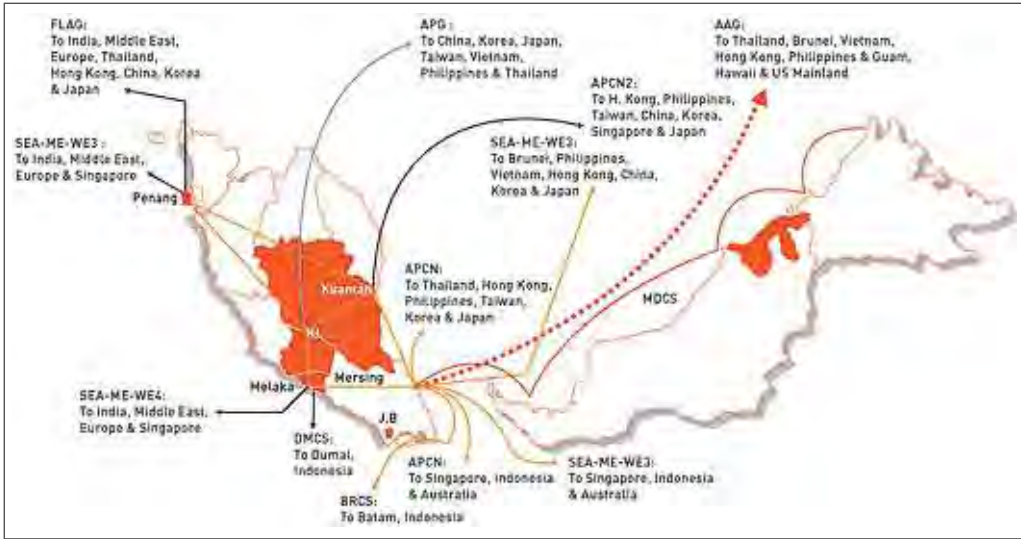 FLAG:
To India, Middle East,
Europe, Thailand,
Hong Kong, China, Korea
& Japan
APG:
To China, Korea, Japan,
Taiwan, Vietnam,
Philippines & Thailand
AAG:
To Thailand, Brunei, Vietnam,
Hong Kong, Philippines & Guam,
Hawaii & US Mainland
APCN2:
To H. Kong, Philippines,
Taiwan, China, Korea,
Singapore & Japan
SEA-ME-WE3:
To India, Middle East,
Europe & Singapore
Penang
SEA-ME-WE3:
To Brunei, Philippines,
Vietnam, Hong Kong, China,
Korea & Japan
Kuantan
APCN:
To Thailand, Hong Kong,
Philippines, Taiwan,
Korea & Japan
MDCS
KL
Melaka
Mersing
SEA-ME-WE4:
To India, Middle East,
Europe & Singapore
J.B
DMCS:
To Dumai,
Indonesia
APCN:
To Singapore, Indonesia
& Australia
SEA-ME-WE3:
To Singapore, Indonesia
& Australia
BRCS:
To Batam, Indonesia